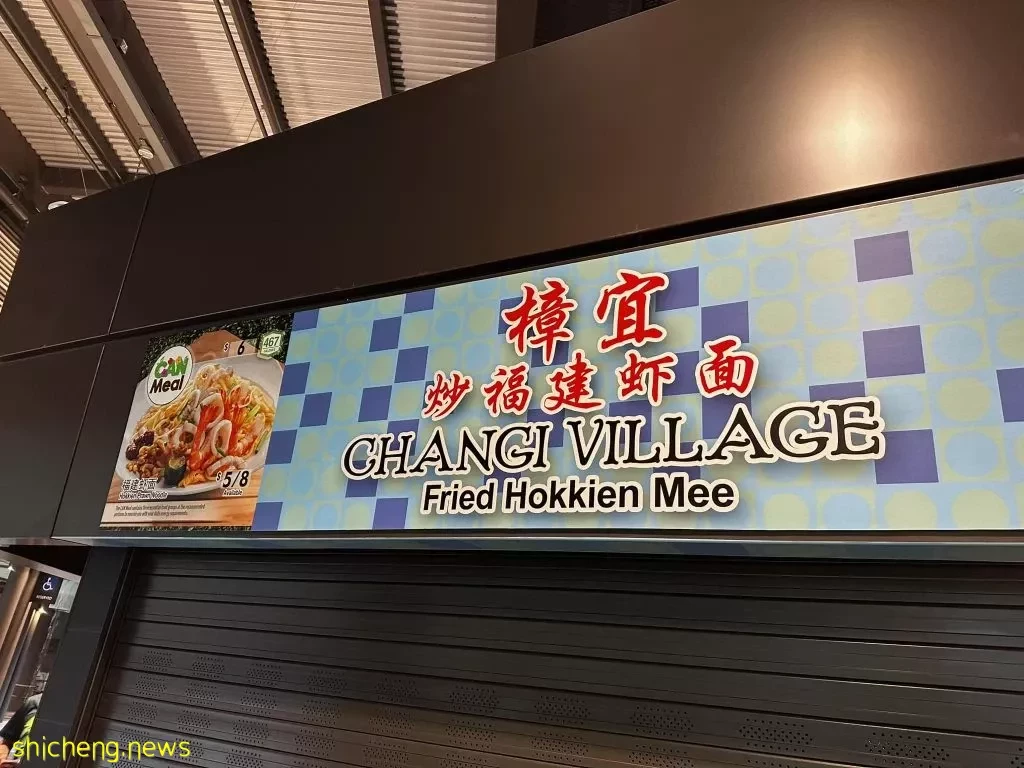 樟宜
炒福建虾面
CHANGI VILLAGE
Fried Hokkien Mee
CAN
Meal
$6
467
福建虾面
Hokkien Prawn Noodle
$5/8
Available
shicheng.news